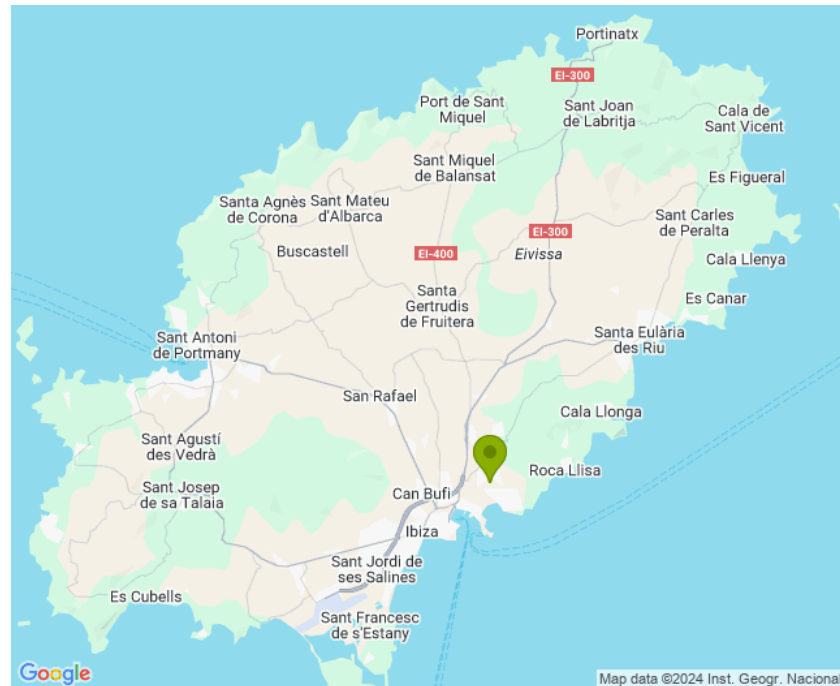 Portinatx
EI-300
Port de Sant
Miquel
Sant Joan
de Labritja
Cala de
Sant Vicent
Sant Miquel
de Balansat
Es Figueral
Santa Agnès
de Corona
Sant Mateu
d'Albarca
Sant Carles
de Peralta
Buscastell
EI-400
EI-300
Eivissa
Cala Llenya
Santa
Gertrudis
de Fruitera
Es Canar
Sant Antoni
de Portmany
Santa Eulària
des Riu
San Rafael
Cala Llonga
Sant Agustí
des Vedrà
Roca Llisa
Sant Josep
de sa Talaia
Can Bufi
Ibiza
Sant Jordi de
ses Salines
Es Cubells
Sant Francesc
de s'Estany
Google
Map data ©2024 Inst. Geogr. Nacional